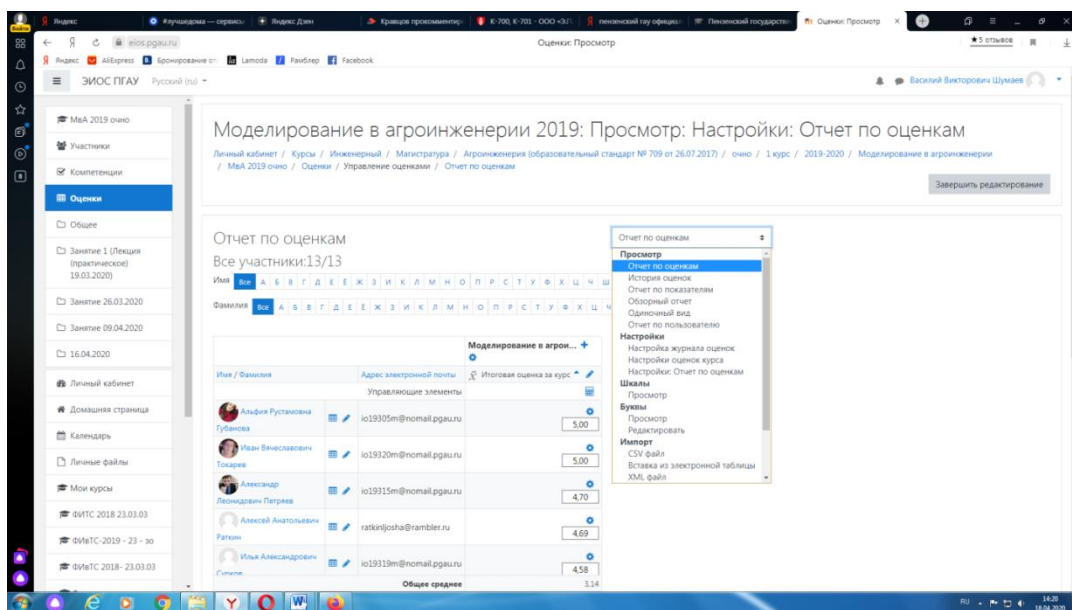 Яндекс
#лучшедома — сервисы
Яндекс Дзен
Кравцов прокомментир
К-700, К-701 - ООО «ЭЛ
пензенский гау официал
Пензенский государстве
Оценки: Просмотр
eios.pgau.ru
Оценки: Просмотр
★ 5 отзывов
Яндекс
AliExpress
Бронирование от
Lamoda
Рамблер
Facebook
ЭИОС ПГАУ
Русский (ru)
Василий Викторович Шумаев
МвА 2019 очно
Участники
Компетенции
Оценки
Общее
Занятие 1 (Лекция
(практическое)
19.03.2020)
Занятие 26.03.2020
Занятие 09.04.2020
16.04.2020
Личный кабинет
Домашняя страница
Календарь
Личные файлы
Мои курсы
ФИТС 2018 23.03.03
ФИвТС-2019 - 23 - зо
ФИвТС 2018- 23.03.03
Моделирование в агроинженерии 2019: Просмотр: Настройки: Отчет по оценкам
Личный кабинет / Курсы / Инженерный / Магистратура / Агроинженерия (образовательный стандарт № 709 от 26.07.2017) / очно / 1 курс / 2019-2020 / Моделирование в агроинженерии
/ МвА 2019 очно / Оценки / Управление оценками / Отчет по оценкам
Завершить редактирование
Отчет по оценкам
Все участники:13/13
Имя Все А Б В Г Д Е Ё Ж З И К Л М Н О П Р С Т У Ф Х Ц Ч Ш
Фамилия Все А Б В Г Д Е Ё Ж З И К Л М Н О П Р С Т У Ф Х Ц Ч
Моделирование в агрои...
Имя / Фамилия
Адрес электронной почты
Итоговая оценка за курс
Управляющие элементы
Альфия Рустамовна
Губанова
io19305m@nomail.pgau.ru
5,00
Иван Вячеславович
Токарев
io19320m@nomail.pgau.ru
5,00
Александр
Леонидович Петряев
io19315m@nomail.pgau.ru
4,70
Алексей Анатольевич
Раткин
ratkinljosha@rambler.ru
4,69
Илья Александрович
io19319m@nomail.pgau.ru
4,58
Общее среднее
3,14
Отчет по оценкам
Просмотр
Отчет по оценкам
История оценок
Отчет по показателям
Обзорный отчет
Одиночный вид
Отчет по пользователю
Настройки
Настройка журнала оценок
Настройки оценок курса
Настройки: Отчет по оценкам
Шкалы
Просмотр
Буквы
Просмотр
Редактировать
Импорт
CSV файл
Вставка из электронной таблицы
XML файл
RU
14:20
18.04.2020